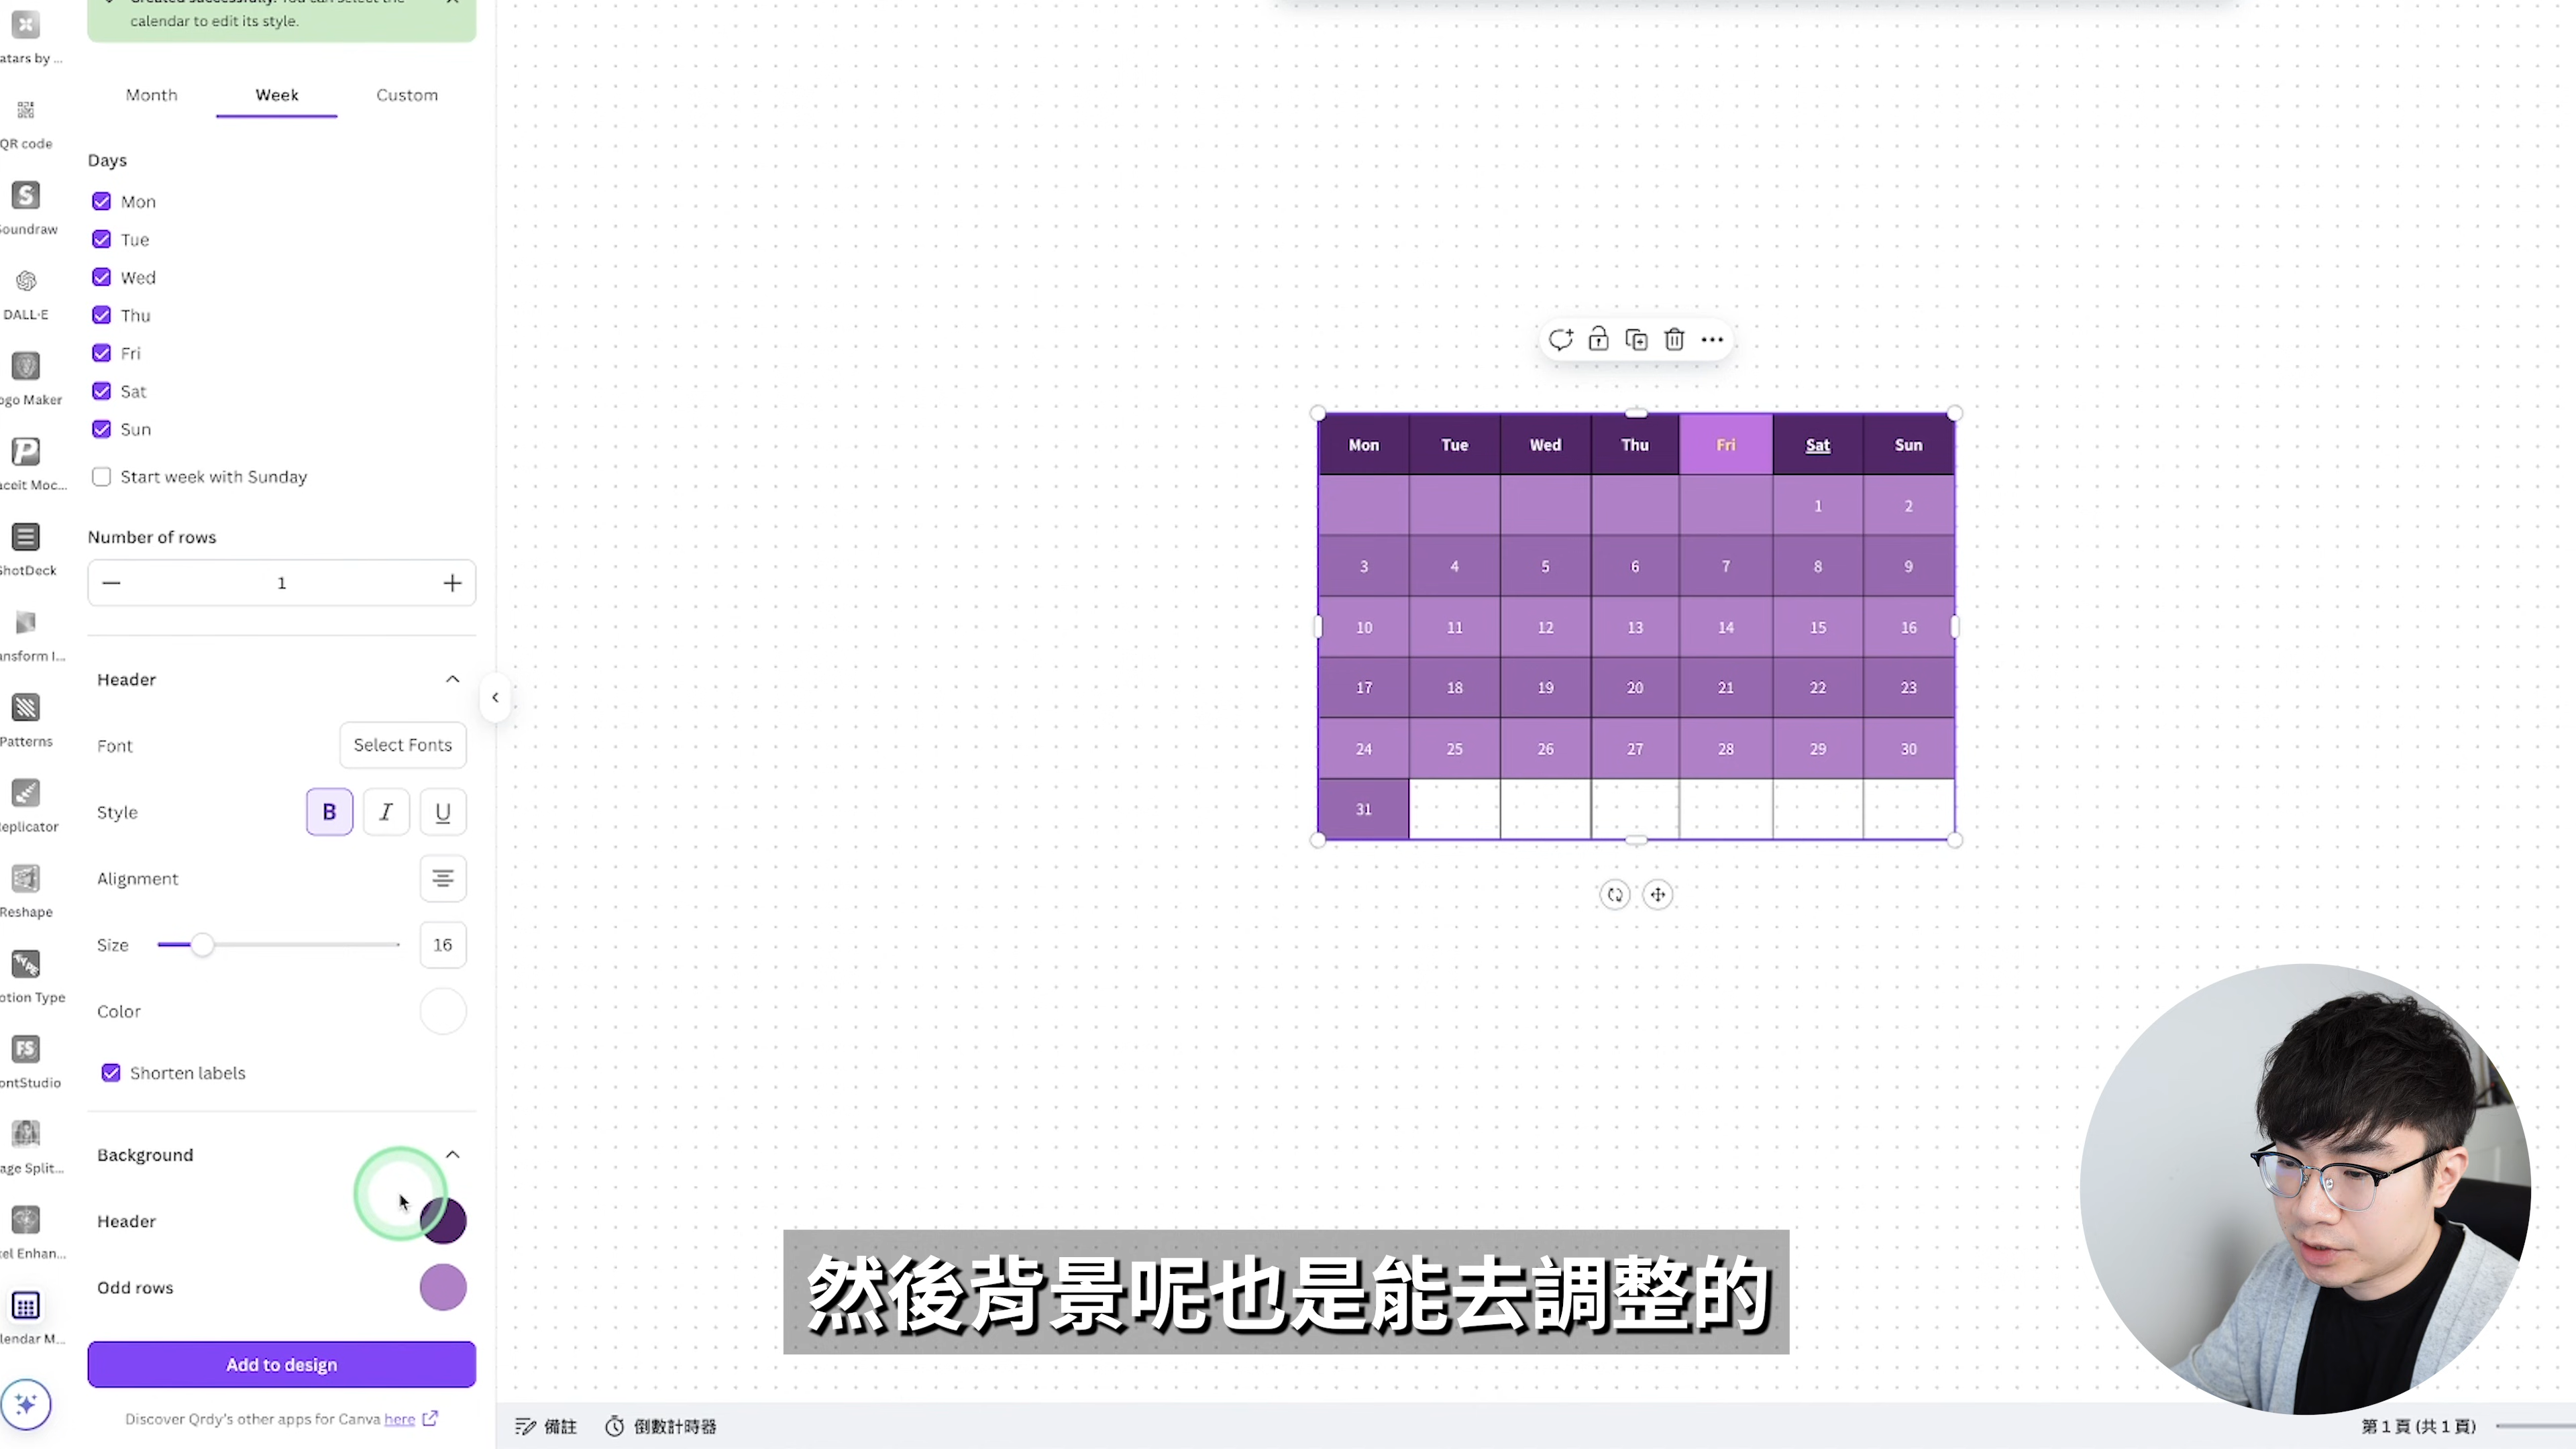 calendar to edit its style.
Month
Week
Custom
Days
Mon
Tue
Wed
Thu
Fri
Sat
Sun
Start week with Sunday
Number of rows
1
Header
Font
Select Fonts
Style
B
I
U
Alignment
Size
16
Color
Shorten labels
Background
Header
Odd rows
Add to design
Discover Qrdy's other apps for Canva here
atars by ...
QR code
Soundraw
DALL·E
ogo Maker
aceit Moc...
ShotDeck
ansform I...
Patterns
eplicator
Reshape
otion Type
FS
ontStudio
age Split...
xel Enhan...
lendar M...
Mon Tue Wed Thu Fri Sat Sun
1 2
3 4 5 6 7 8 9
10 11 12 13 14 15 16
17 18 19 20 21 22 23
24 25 26 27 28 29 30
31
然後背景呢也是能去調整的
備註
倒數計時器
第 1 頁 (共 1 頁)